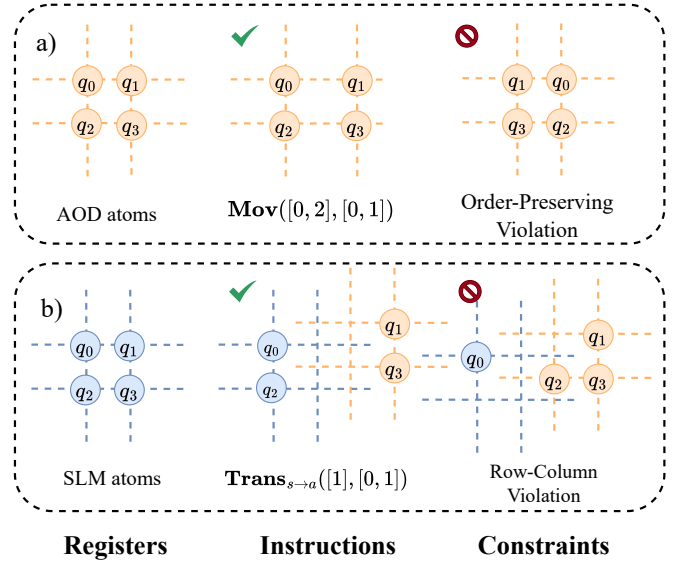 a)
q0 q1 q0 q1 q1 q0
q2 q3 q2 q3 q3 q2
AOD atoms
Mov([0, 2], [0, 1])
Order-Preserving
Violation
b)
q0 q1
q2 q3
q0 q1
q2 q3
q0 q1
q2 q3
SLM atoms
Trans_{s→a}([1], [0, 1])
Row-Column
Violation
Registers Instructions Constraints